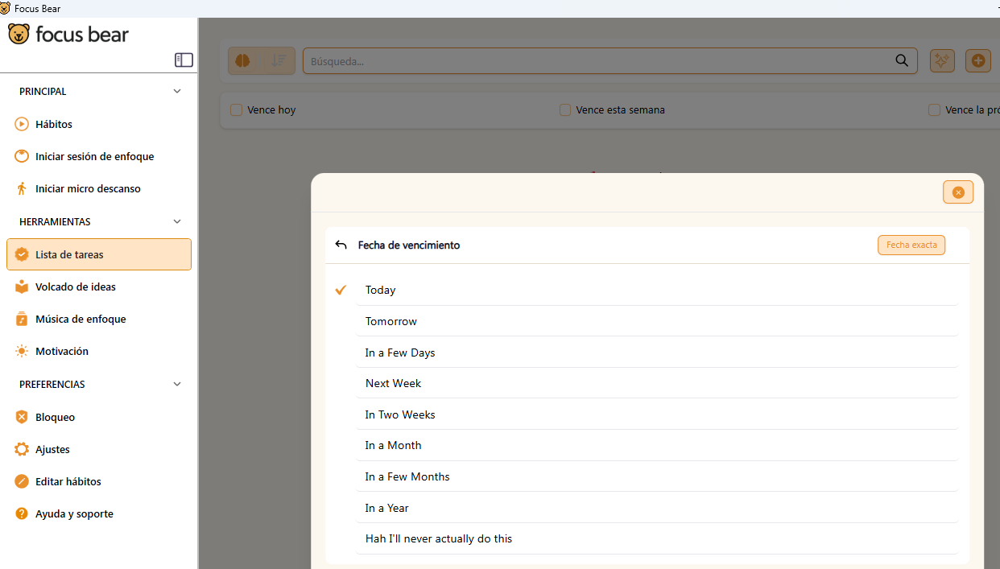 Focus Bear
focus bear
PRINCIPAL
Hábitos
Iniciar sesión de enfoque
Iniciar micro descanso
HERRAMIENTAS
Lista de tareas
Volcado de ideas
Música de enfoque
Motivación
PREFERENCIAS
Bloqueo
Ajustes
Editar hábitos
Ayuda y soporte
Búsqueda...
Vence hoy
Vence esta semana
Vence la
Fecha de vencimiento
Fecha exacta
Today
Tomorrow
In a Few Days
Next Week
In Two Weeks
In a Month
In a Few Months
In a Year
Hah I'll never actually do this